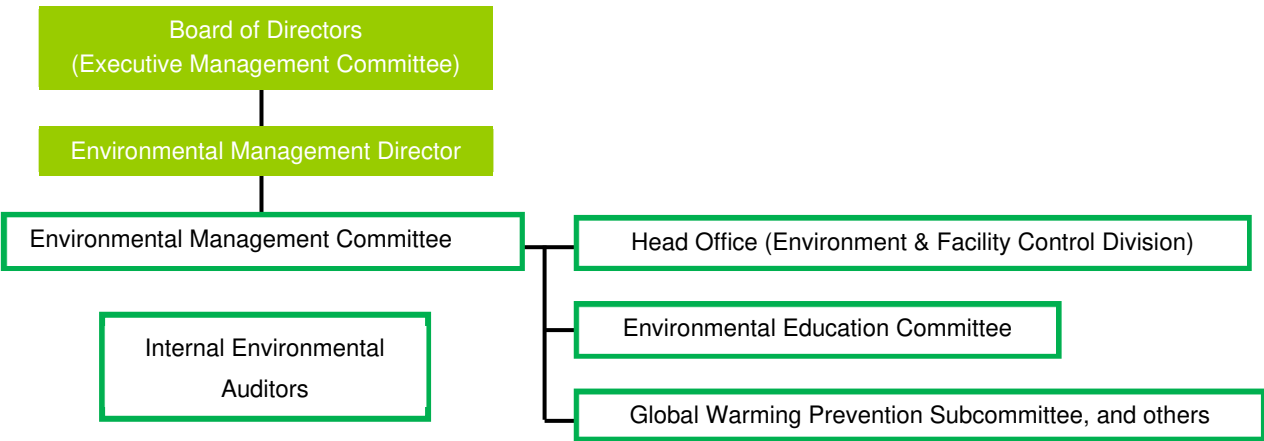 Board of Directors
(Executive Management Committee)
Environmental Management Director
Environmental Management Committee
Head Office (Environment & Facility Control Division)
Environmental Education Committee
Global Warming Prevention Subcommittee, and others
Internal Environmental
Auditors